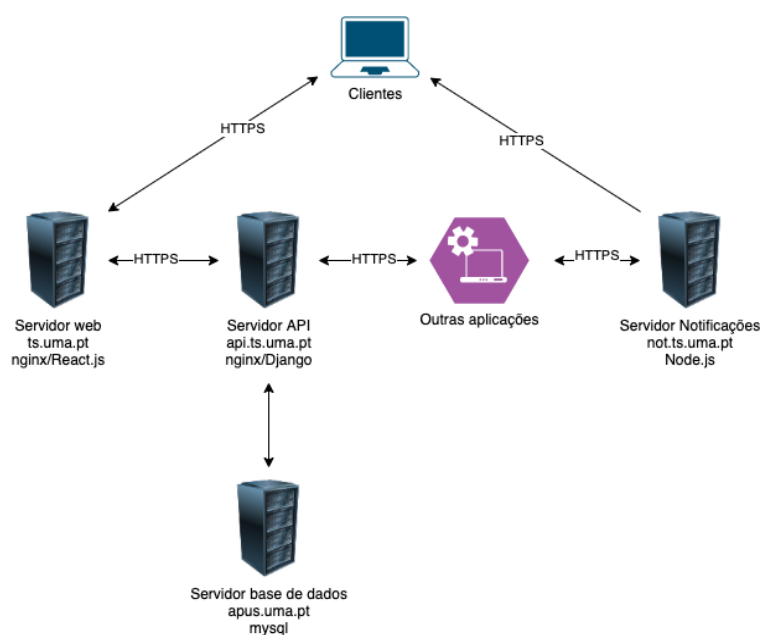 Clientes
HTTPS
HTTPS
HTTPS
HTTPS
HTTPS
Servidor web
ts.uma.pt
nginx/React.js
Servidor API
api.ts.uma.pt
nginx/Django
Outras aplicações
Servidor Notificações
not.ts.uma.pt
Node.js
Servidor base de dados
apus.uma.pt
mysql